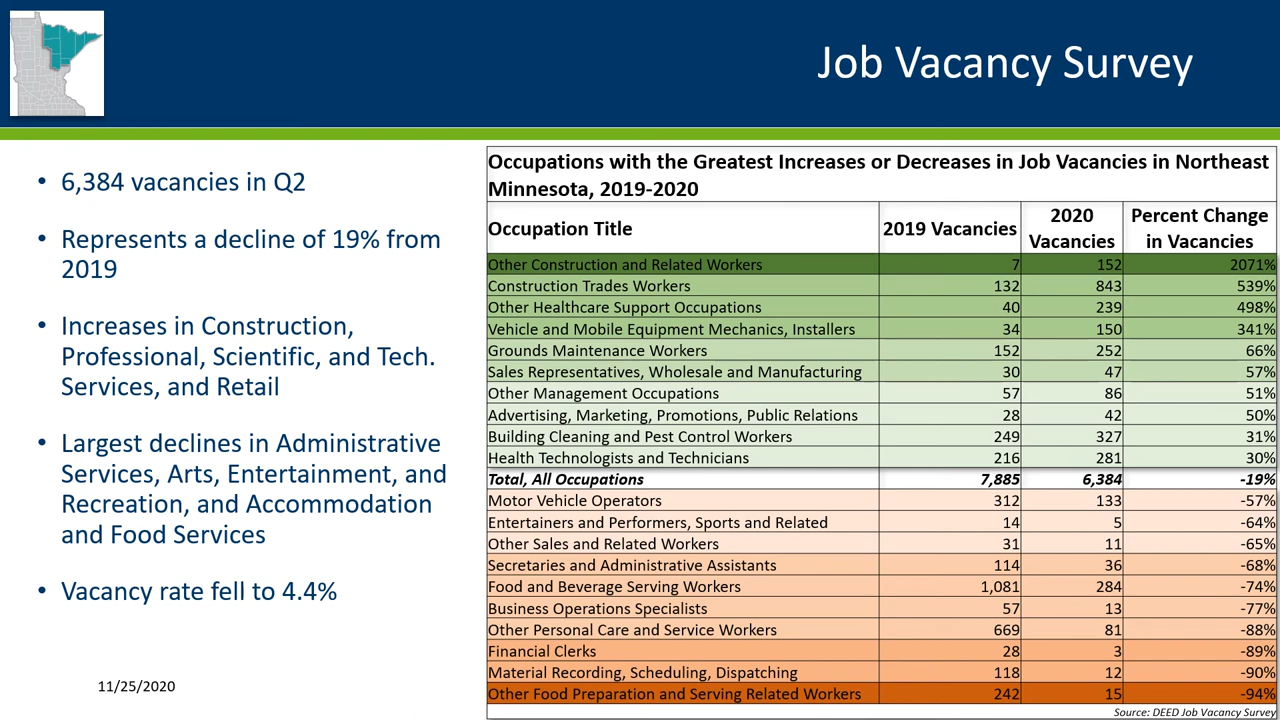 Job Vacancy Survey
• 6,384 vacancies in Q2
• Represents a decline of 19% from
2019
• Increases in Construction,
Professional, Scientific, and Tech.
Services, and Retail
• Largest declines in Administrative
Services, Arts, Entertainment, and
Recreation, and Accommodation
and Food Services
• Vacancy rate fell to 4.4%
11/25/2020
Occupations with the Greatest Increases or Decreases in Job Vacancies in Northeast
Minnesota, 2019-2020
Occupation Title 2019 Vacancies 2020 Vacancies Percent Change in Vacancies
Other Construction and Related Workers 7 152 2071%
Construction Trades Workers 132 843 539%
Other Healthcare Support Occupations 40 239 498%
Vehicle and Mobile Equipment Mechanics, Installers 34 150 341%
Grounds Maintenance Workers 152 252 66%
Sales Representatives, Wholesale and Manufacturing 30 47 57%
Other Management Occupations 57 86 51%
Advertising, Marketing, Promotions, Public Relations 28 42 50%
Building Cleaning and Pest Control Workers 249 327 31%
Health Technologists and Technicians 216 281 30%
Total, All Occupations 7,885 6,384 -19%
Motor Vehicle Operators 312 133 -57%
Entertainers and Performers, Sports and Related 14 5 -64%
Other Sales and Related Workers 31 11 -65%
Secretaries and Administrative Assistants 114 36 -68%
Food and Beverage Serving Workers 1,081 284 -74%
Business Operations Specialists 57 13 -77%
Other Personal Care and Service Workers 669 81 -88%
Financial Clerks 28 3 -89%
Material Recording, Scheduling, Dispatching 118 12 -90%
Other Food Preparation and Serving Related Workers 242 15 -94%
Source: DEED Job Vacancy Survey